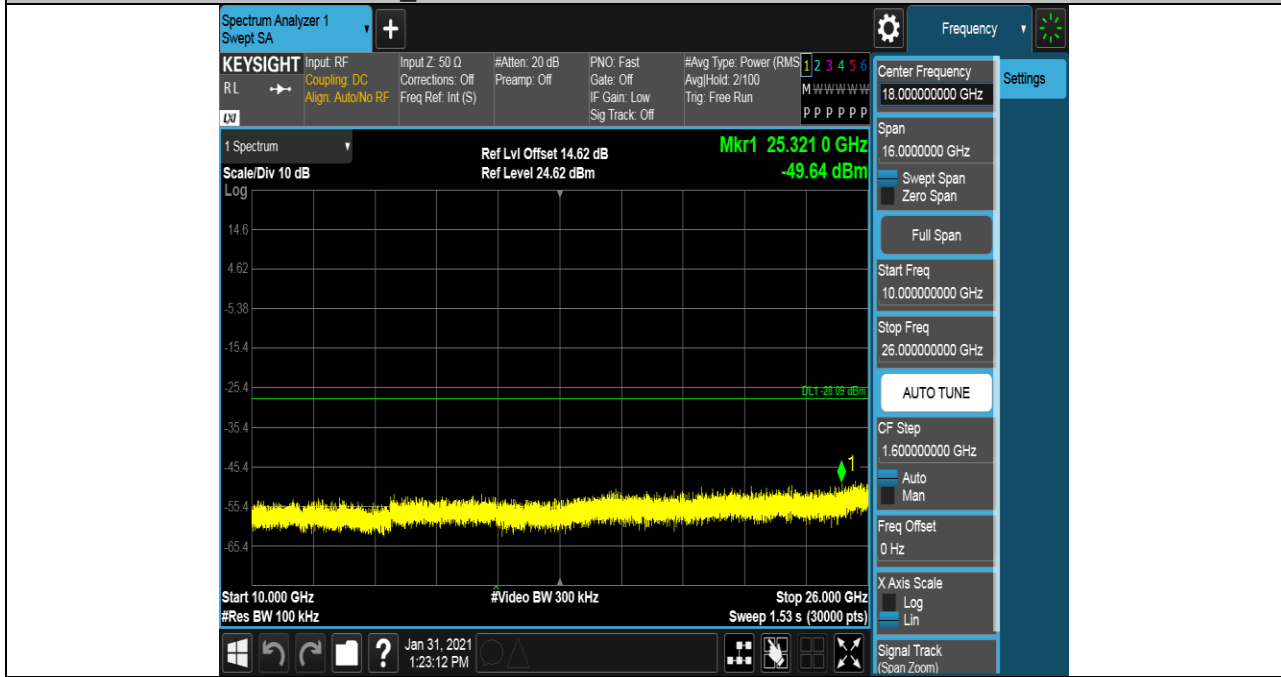 Spectrum Analyzer 1
Swept SA
+
Frequency
KEYSIGHT
RL
LXI
Input: RF
Coupling: DC
Align: Auto/No RF
Input Z: 50 Ω
Corrections: Off
Freq Ref: Int (S)
#Atten: 20 dB
Preamp: Off
PNO: Fast
Gate: Off
IF Gain: Low
Sig Track: Off
#Avg Type: Power (RMS
Avg|Hold: 2/100
Trig: Free Run
1 2 3 4 5 6
M W W W W W
P P P P P P
1 Spectrum
Scale/Div 10 dB
Log
Ref Lvl Offset 14.62 dB
Ref Level 24.62 dBm
Mkr1 25.321 0 GHz
-49.64 dBm
14.6
4.62
-5.38
-15.4
-25.4
DL1 -28.09 dBm
-35.4
-45.4
1
-55.4
-65.4
Start 10.000 GHz
#Res BW 100 kHz
#Video BW 300 kHz
Stop 26.000 GHz
Sweep 1.53 s (30000 pts)
Center Frequency
18.000000000 GHz
Settings
Span
16.0000000 GHz
Swept Span
Zero Span
Full Span
Start Freq
10.000000000 GHz
Stop Freq
26.000000000 GHz
AUTO TUNE
CF Step
1.600000000 GHz
Auto
Man
Freq Offset
0 Hz
X Axis Scale
Log
Lin
Signal Track
(Span Zoom)
?
Jan 31, 2021
1:23:12 PM